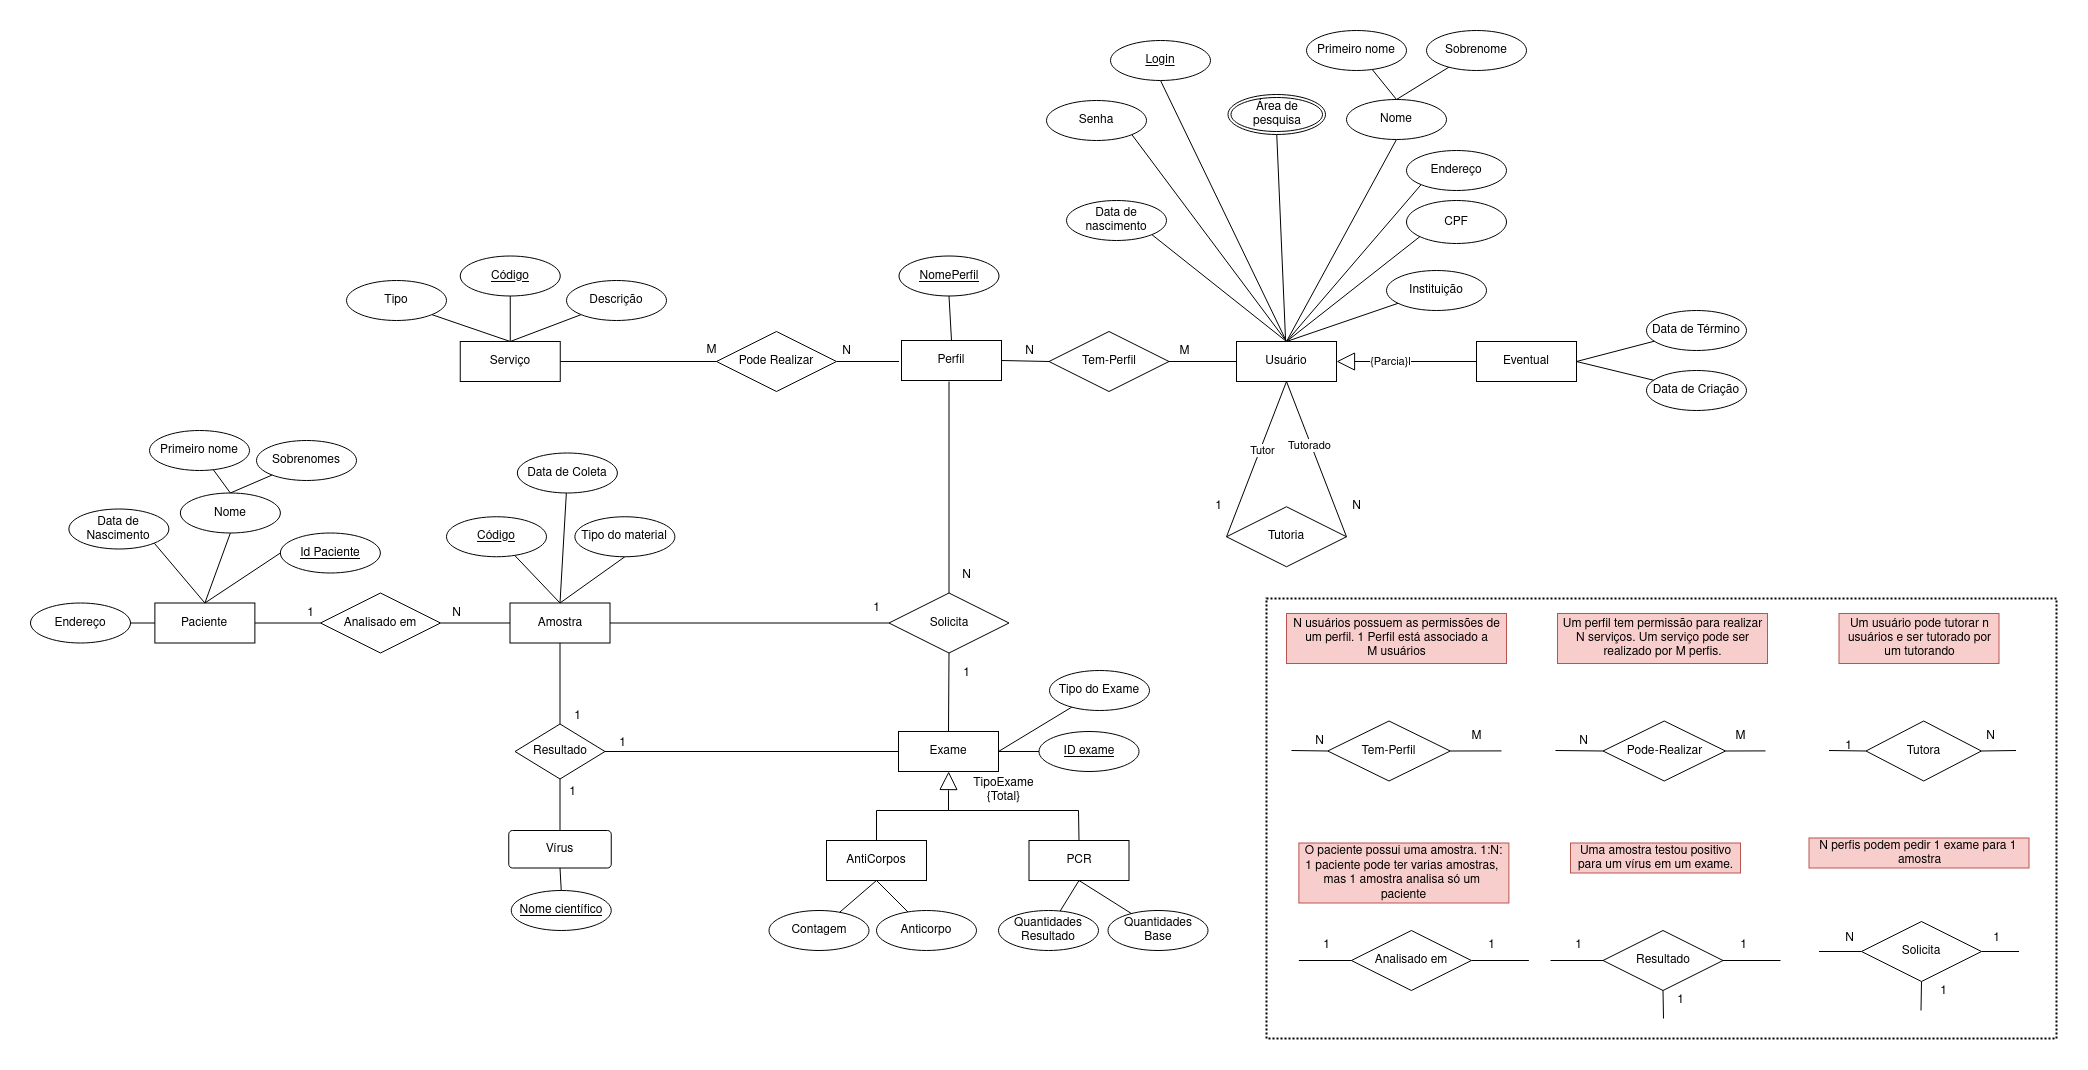 Login
Primeiro nome
Sobrenome
Senha
Área de
pesquisa
Nome
Endereço
Data de
nascimento
CPF
Instituição
Tipo
Código
Descrição
NomePerfil
Data de Término
Data de Criação
Serviço
M
Pode Realizar
N
Perfil
N
Tem-Perfil
M
Usuário
{Parcia}l
Eventual
Tutor
Tutorado
1
N
Tutoria
Primeiro nome
Sobrenomes
Data de
Nascimento
Nome
Id Paciente
Data de Coleta
Código
Tipo do material
Endereço
Paciente
1
Analisado em
N
Amostra
1
N
Solicita
1
Tipo do Exame
ID exame
1
Resultado
1
1
Exame
TipoExame
{Total}
Vírus
Nome científico
AntiCorpos
PCR
Contagem
Anticorpo
Quantidades
Resultado
Quantidades
Base
N usuários possuem as permissões de
um perfil. 1 Perfil está associado a
M usuários
Um perfil tem permissão para realizar
N serviços. Um serviço pode ser
realizado por M perfis.
Um usuário pode tutorar n
usuários e ser tutorado por
um tutorando
N
Tem-Perfil
M
N
Pode-Realizar
M
1
Tutora
N
O paciente possui uma amostra. 1:N:
1 paciente pode ter varias amostras,
mas 1 amostra analisa só um
paciente
Uma amostra testou positivo
para um vírus em um exame.
N perfis podem pedir 1 exame para 1
amostra
1
Analisado em
1
1
Resultado
1
1
N
Solicita
1
1